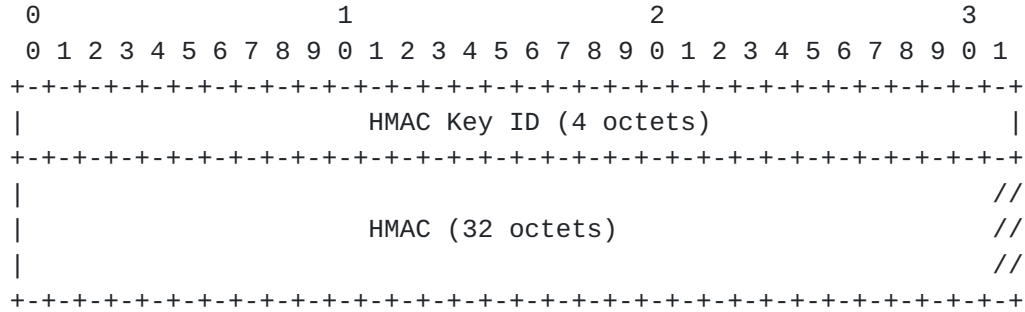 0                   1                   2                   3
 0 1 2 3 4 5 6 7 8 9 0 1 2 3 4 5 6 7 8 9 0 1 2 3 4 5 6 7 8 9 0 1
+-+-+-+-+-+-+-+-+-+-+-+-+-+-+-+-+-+-+-+-+-+-+-+-+-+-+-+-+-+-+-+-+
|                      HMAC Key ID (4 octets)                   |
+-+-+-+-+-+-+-+-+-+-+-+-+-+-+-+-+-+-+-+-+-+-+-+-+-+-+-+-+-+-+-+-+
|                                                              //
|                      HMAC (32 octets)                        //
|                                                              //
+-+-+-+-+-+-+-+-+-+-+-+-+-+-+-+-+-+-+-+-+-+-+-+-+-+-+-+-+-+-+-+-+